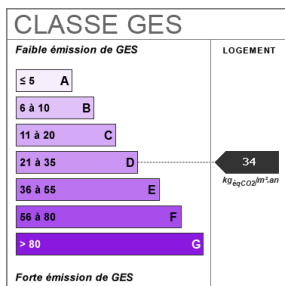 CLASSE GES
Faible émission de GES
LOGEMENT
≤ 5 A
6 à 10 B
11 à 20 C
21 à 35 D
34
kgéqCO2/m².an
36 à 55 E
56 à 80 F
> 80 G
Forte émission de GES